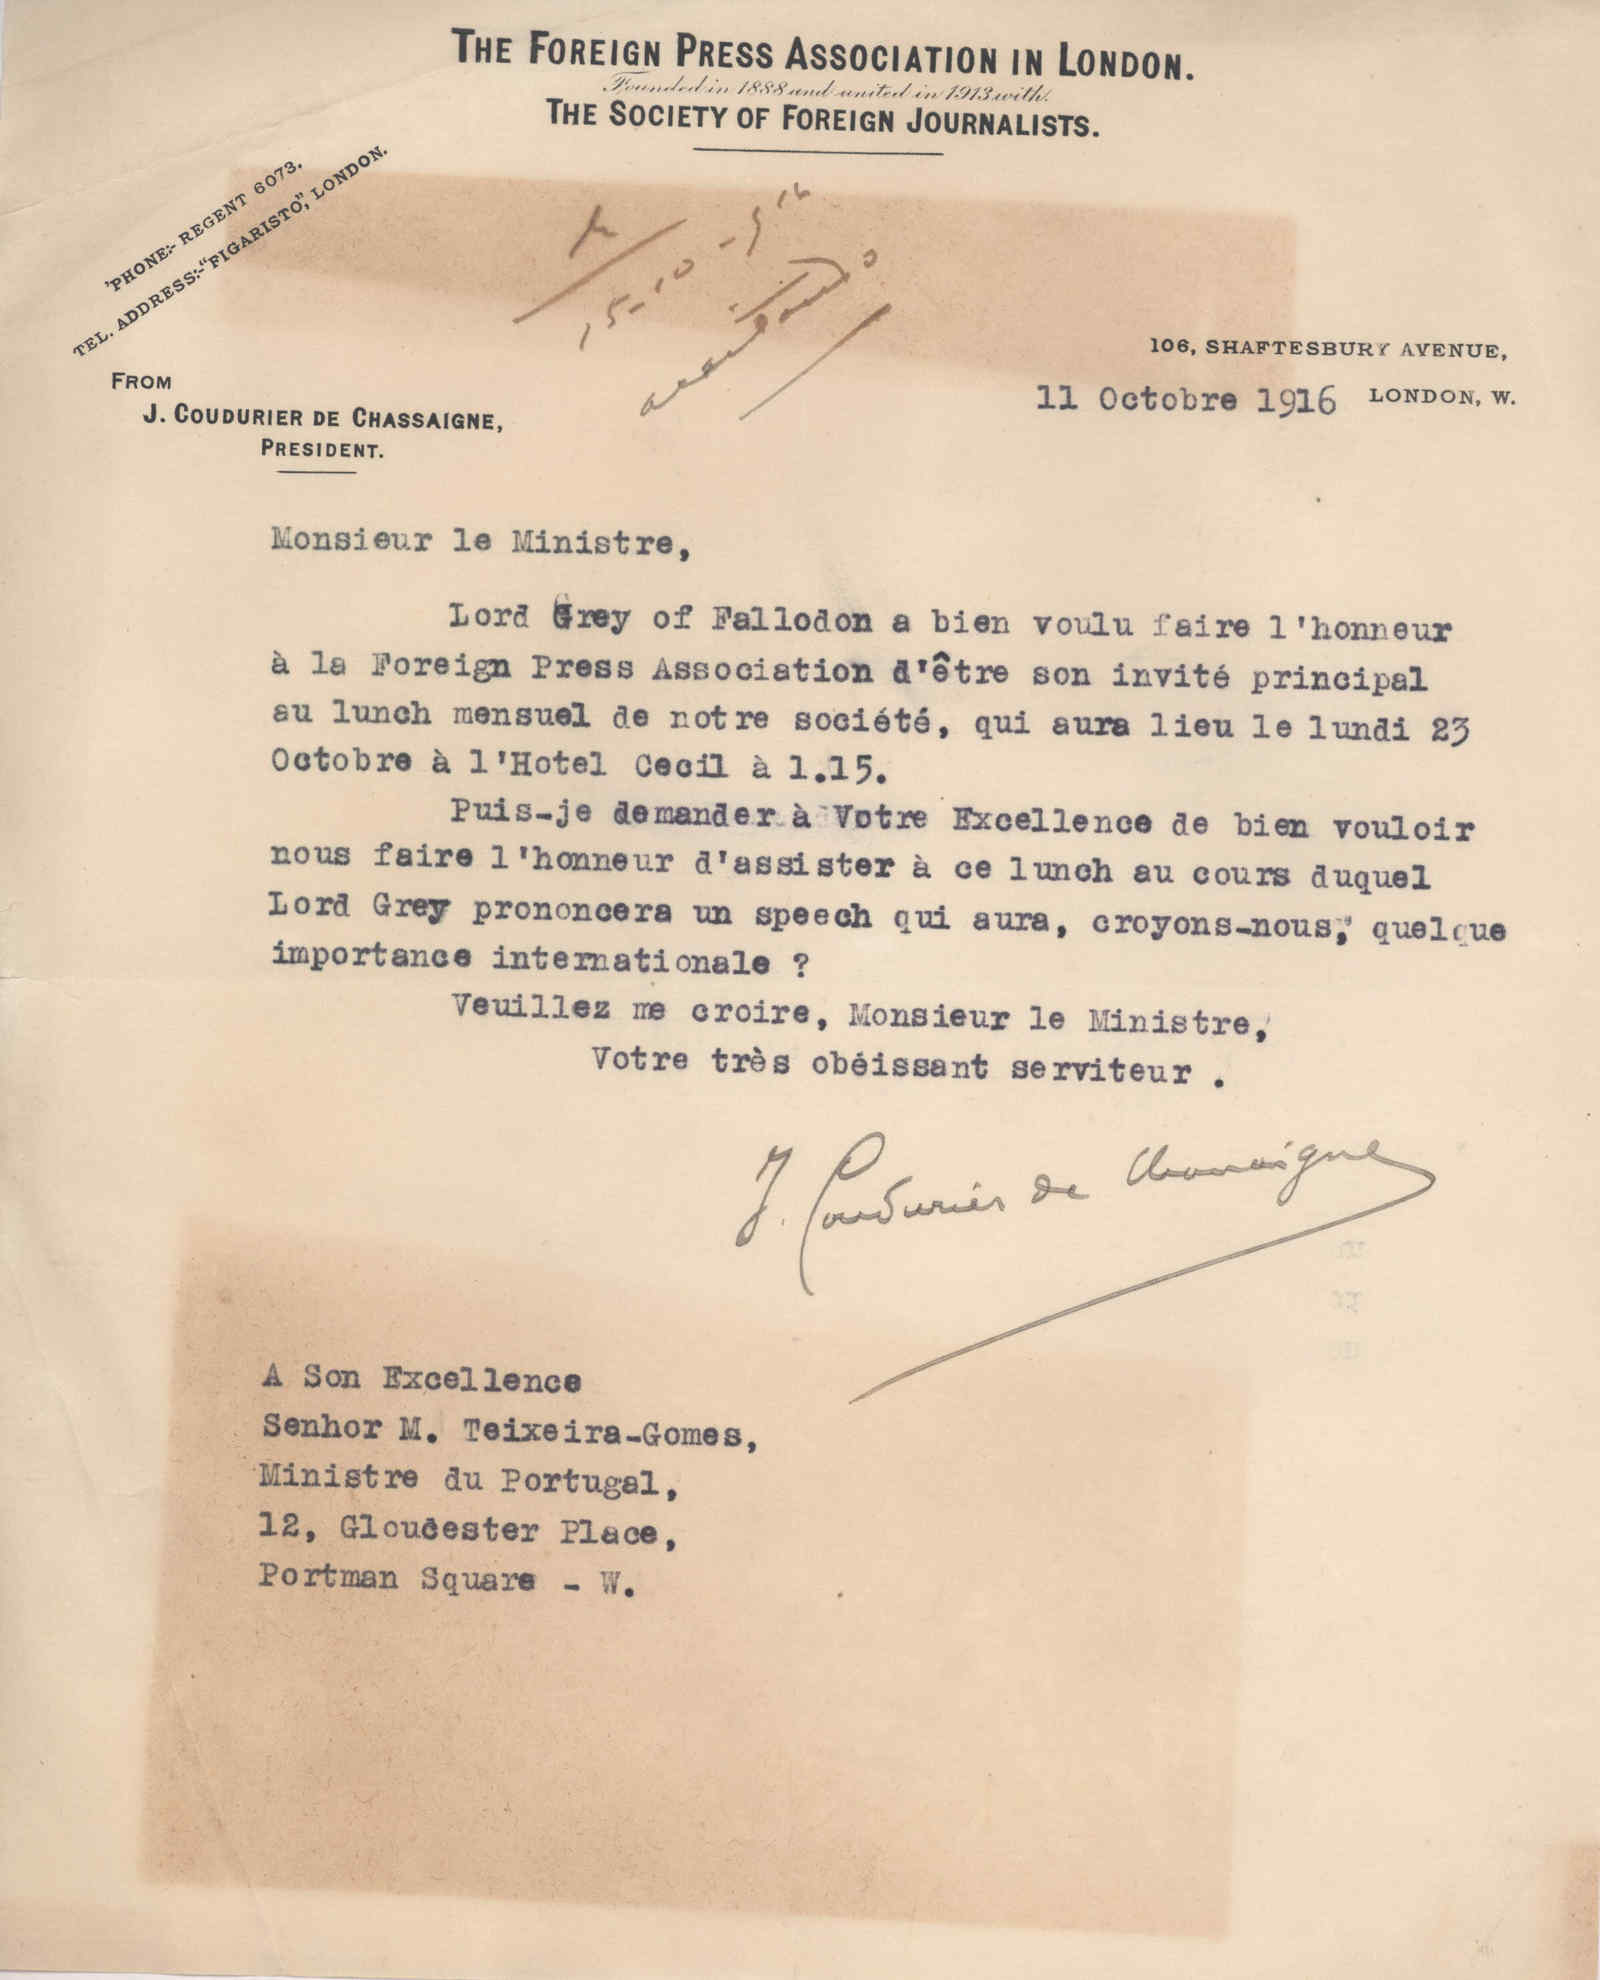 THE FOREIGN PRESS ASSOCIATION IN LONDON.
Founded in 1888 and united in 1913 with.
THE SOCIETY OF FOREIGN JOURNALISTS.
'PHONE:- REGENT 6073.
TEL. ADDRESS:-"FIGARISTO", LONDON.
15-10-916
106, SHAFTESBURY AVENUE,
11 Octobre 1916 LONDON, W.
FROM
J. COUDURIER DE CHASSAIGNE,
PRESIDENT.
Monsieur le Ministre,
Lord Grey of Fallodon a bien voulu faire l'honneur
à la Foreign Press Association d'être son invité principal
au lunch mensuel de notre société, qui aura lieu le lundi 23
Octobre à l'Hotel Cecil à 1.15.
Puis-je demander à Votre Excellence de bien vouloir
nous faire l'honneur d'assister à ce lunch au cours duquel
Lord Grey prononcera un speech qui aura, croyons-nous, quelque
importance internationale ?
Veuillez me croire, Monsieur le Ministre,
Votre très obéissant serviteur .
J. Coudurier de Chassaigne
A Son Excellence
Senhor M. Teixeira-Gomes,
Ministre du Portugal,
12, Gloucester Place,
Portman Square - W.